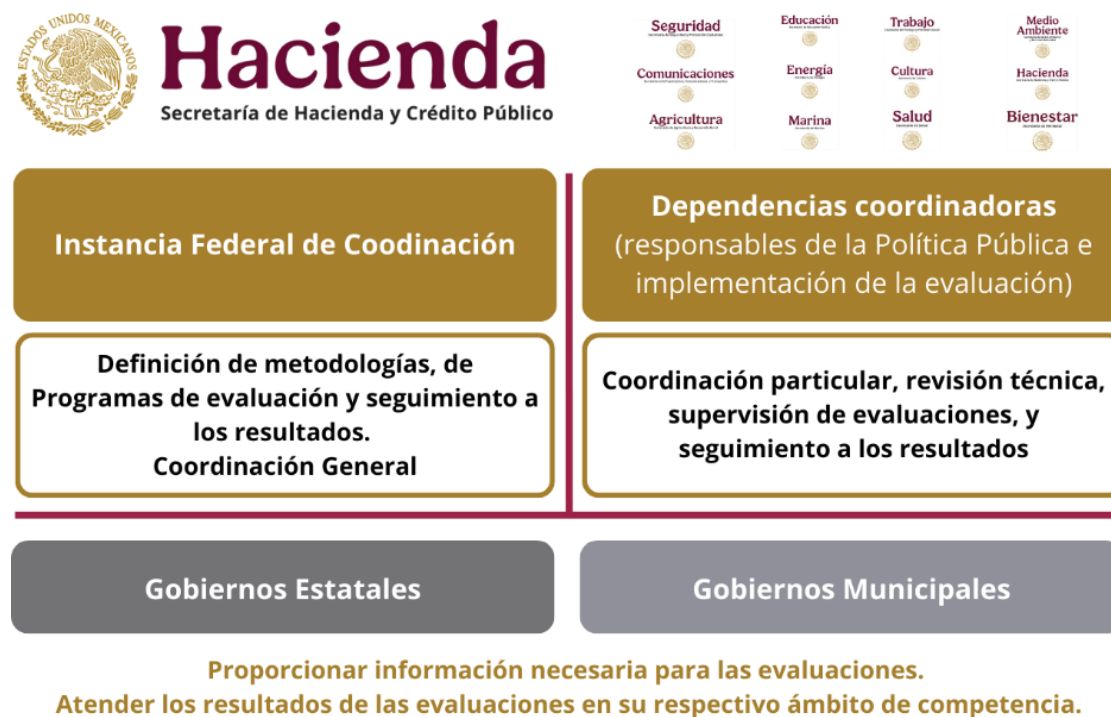 ESTADOS UNIDOS MEXICANOS
Hacienda
Secretaría de Hacienda y Crédito Público
Seguridad
Educación
Trabajo
Medio
Ambiente
Comunicaciones
Energía
Cultura
Hacienda
Agricultura
Marina
Salud
Bienestar
Instancia Federal de Coodinación
Dependencias coordinadoras
(responsables de la Política Pública e
implementación de la evaluación)
Definición de metodologías, de
Programas de evaluación y seguimiento a
los resultados.
Coordinación General
Coordinación particular, revisión técnica,
supervisión de evaluaciones, y
seguimiento a los resultados
Gobiernos Estatales
Gobiernos Municipales
Proporcionar información necesaria para las evaluaciones.
Atender los resultados de las evaluaciones en su respectivo ámbito de competencia.